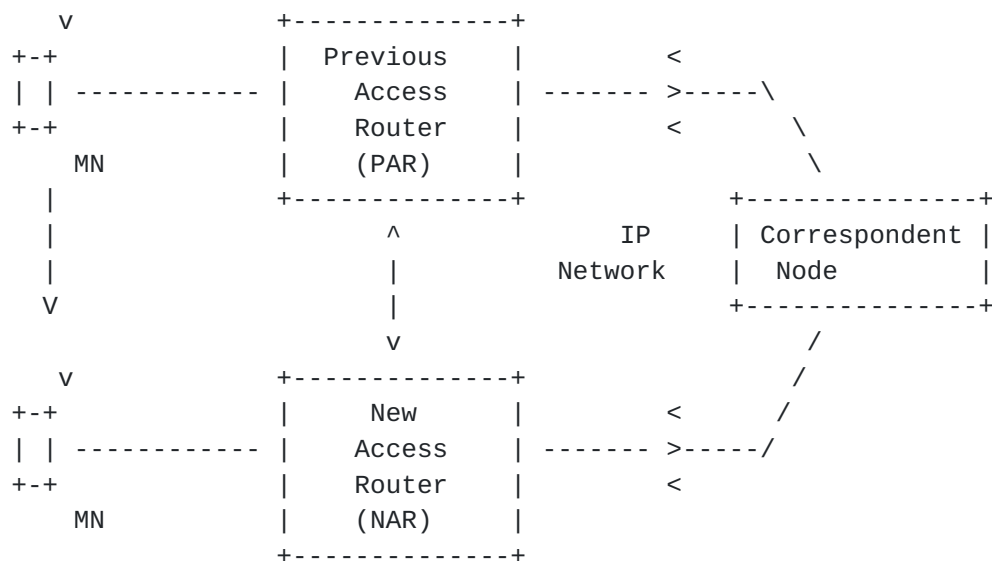 v +--------------+
+-+ | Previous | <
| | ------------ | Access | ------- >-----\
+-+ | Router | < \
MN | (PAR) | \
| +--------------+ +---------------+
| ^ IP | Correspondent |
| | Network | Node |
V | +---------------+
v /
v +--------------+ /
+-+ | New | < /
| | ------------ | Access | ------- >-----/
+-+ | Router | <
MN | (NAR) |
+--------------+